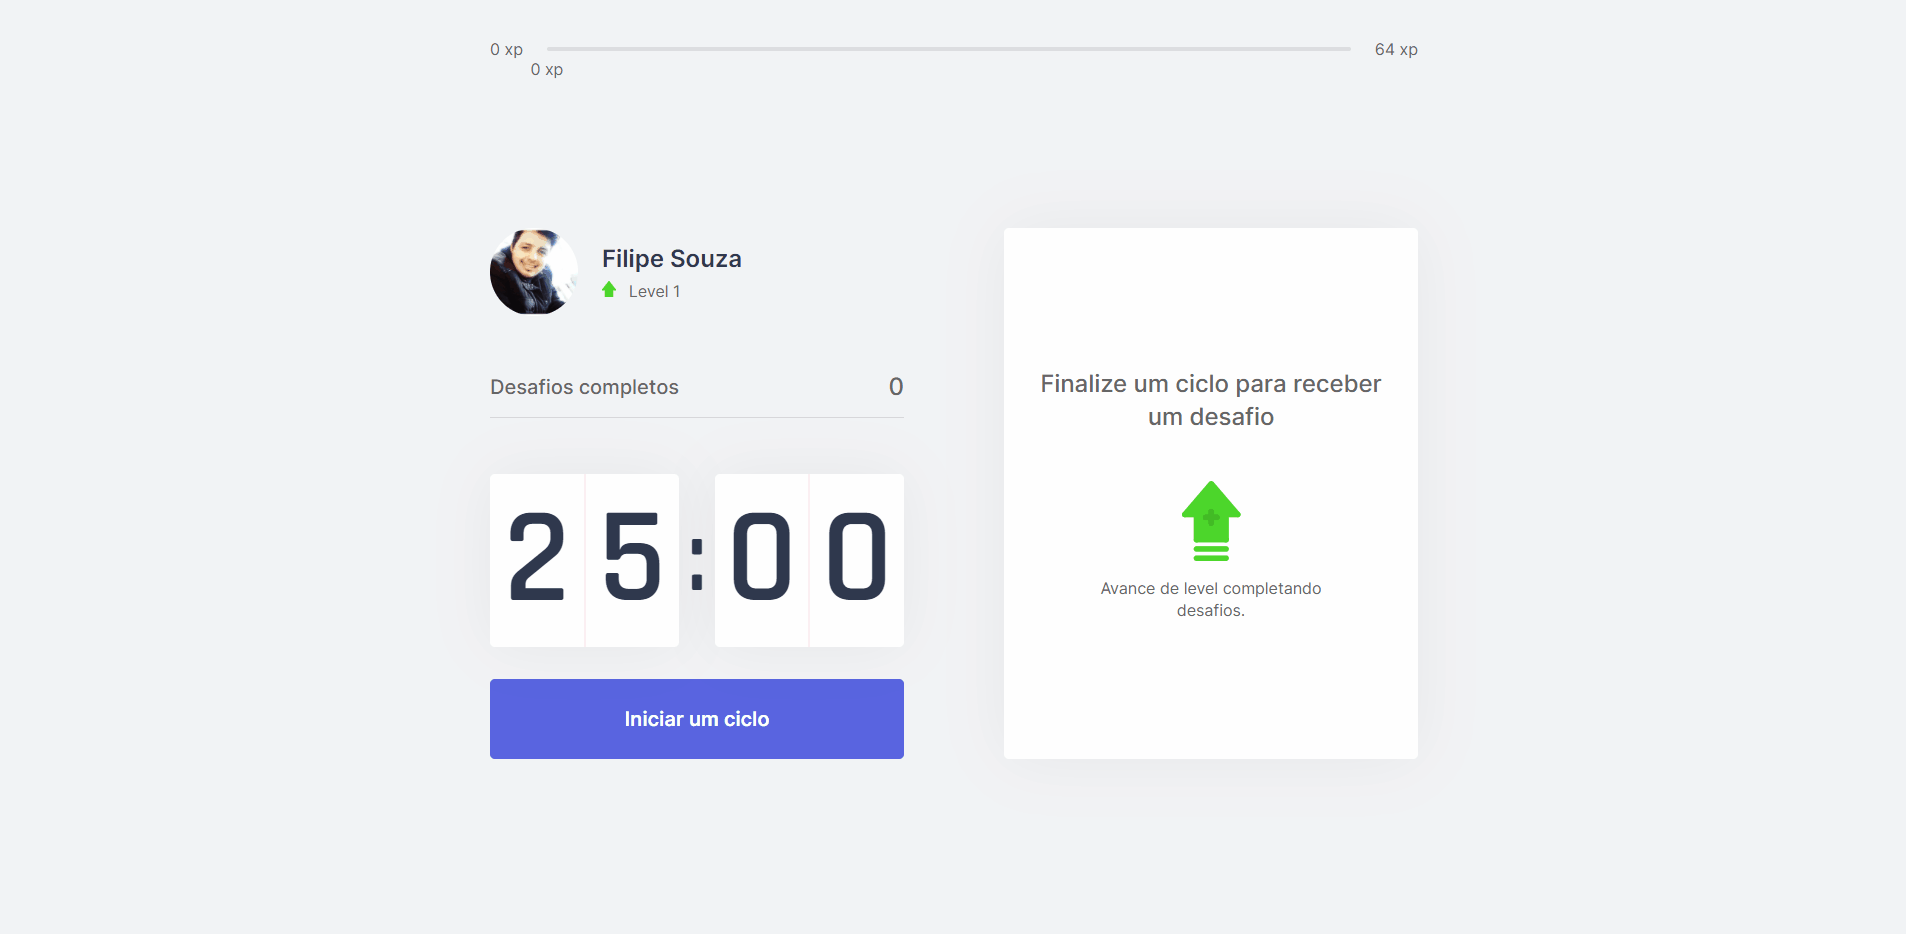 0 xp
64 xp
0 xp
Filipe Souza
Level 1
Desafios completos
0
25:00
Iniciar um ciclo
Finalize um ciclo para receber
um desafio
Avance de level completando
desafios.